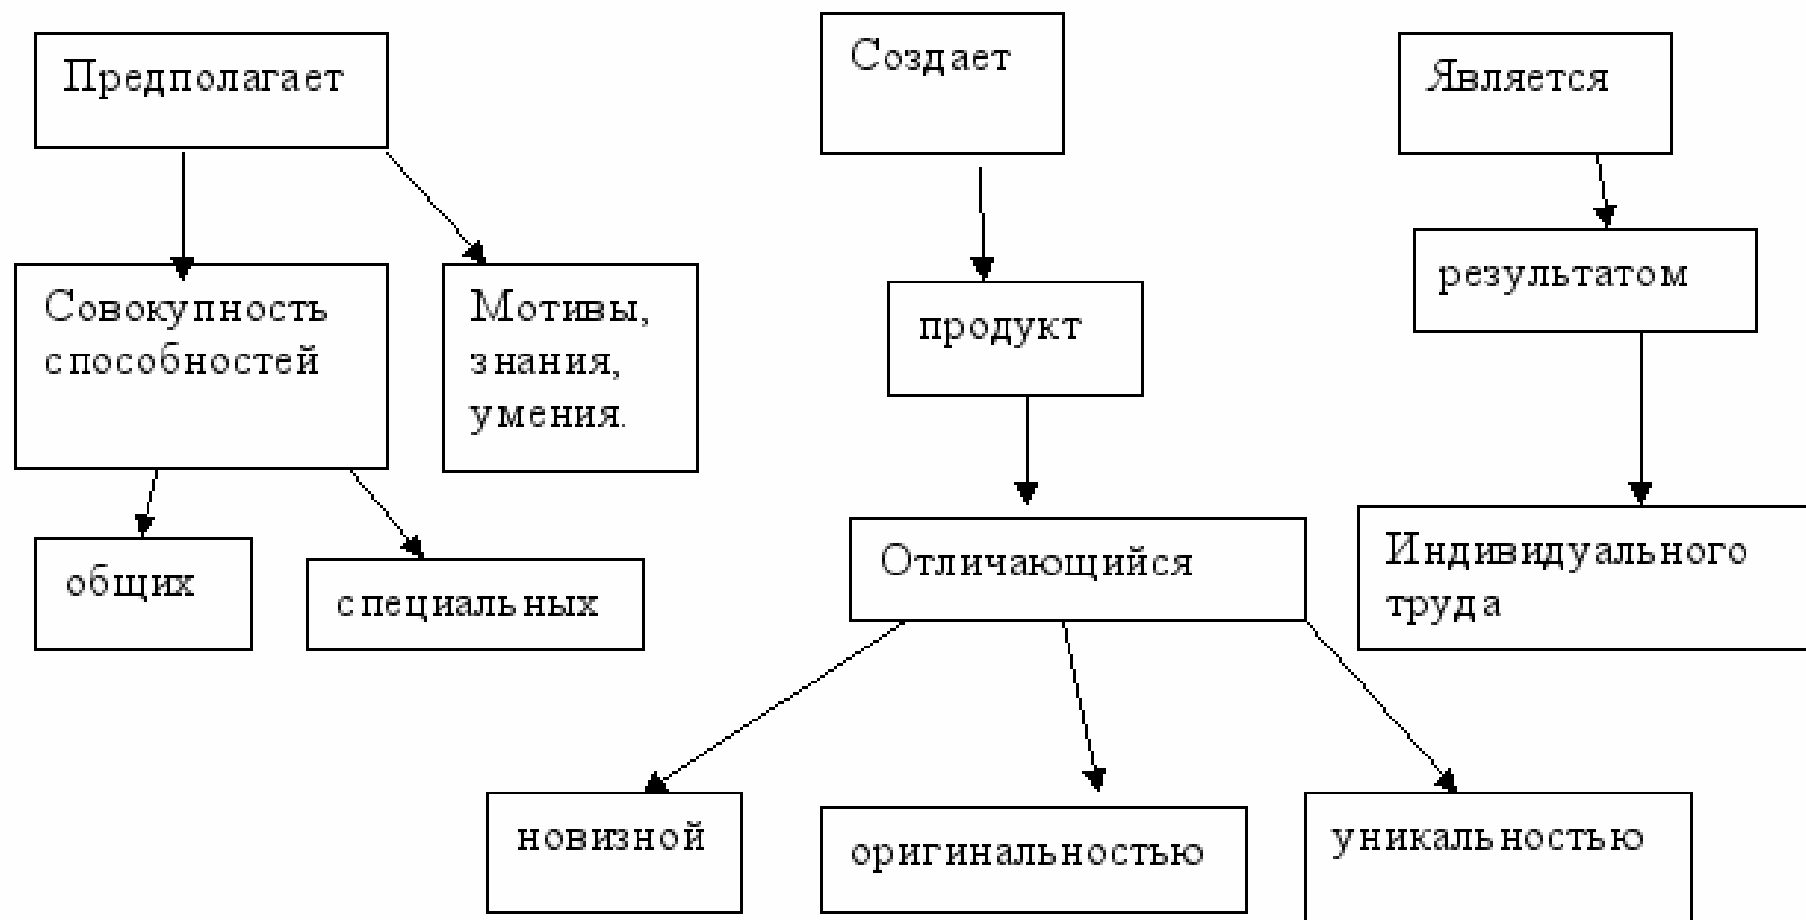 Предполагает
Создает
Является
Совокупность
способностей
Мотивы,
знания,
умения.
продукт
результатом
общих
специальных
Отличающийся
Индивидуального
труда
новизной
оригинальностью
уникальностью